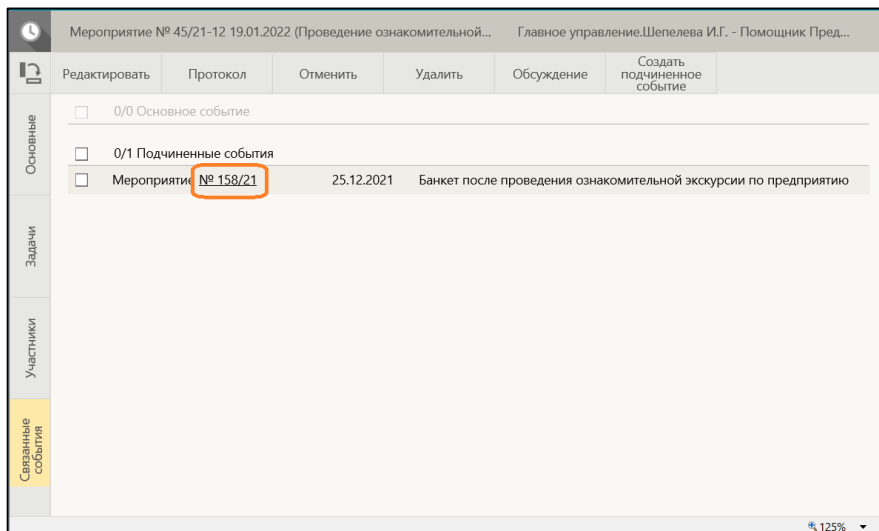 Мероприятие № 45/21-12 19.01.2022 (Проведение ознакомительной... Главное управление.Шепелева И.Г. - Помощник Пред...
Редактировать Протокол Отменить Удалить Обсуждение Создать подчиненное событие
Основные
0/0 Основное событие
0/1 Подчиненные события
Мероприятие № 158/21 25.12.2021 Банкет после проведения ознакомительной экскурсии по предприятию
Задачи
Участники
Связанные
события
125%